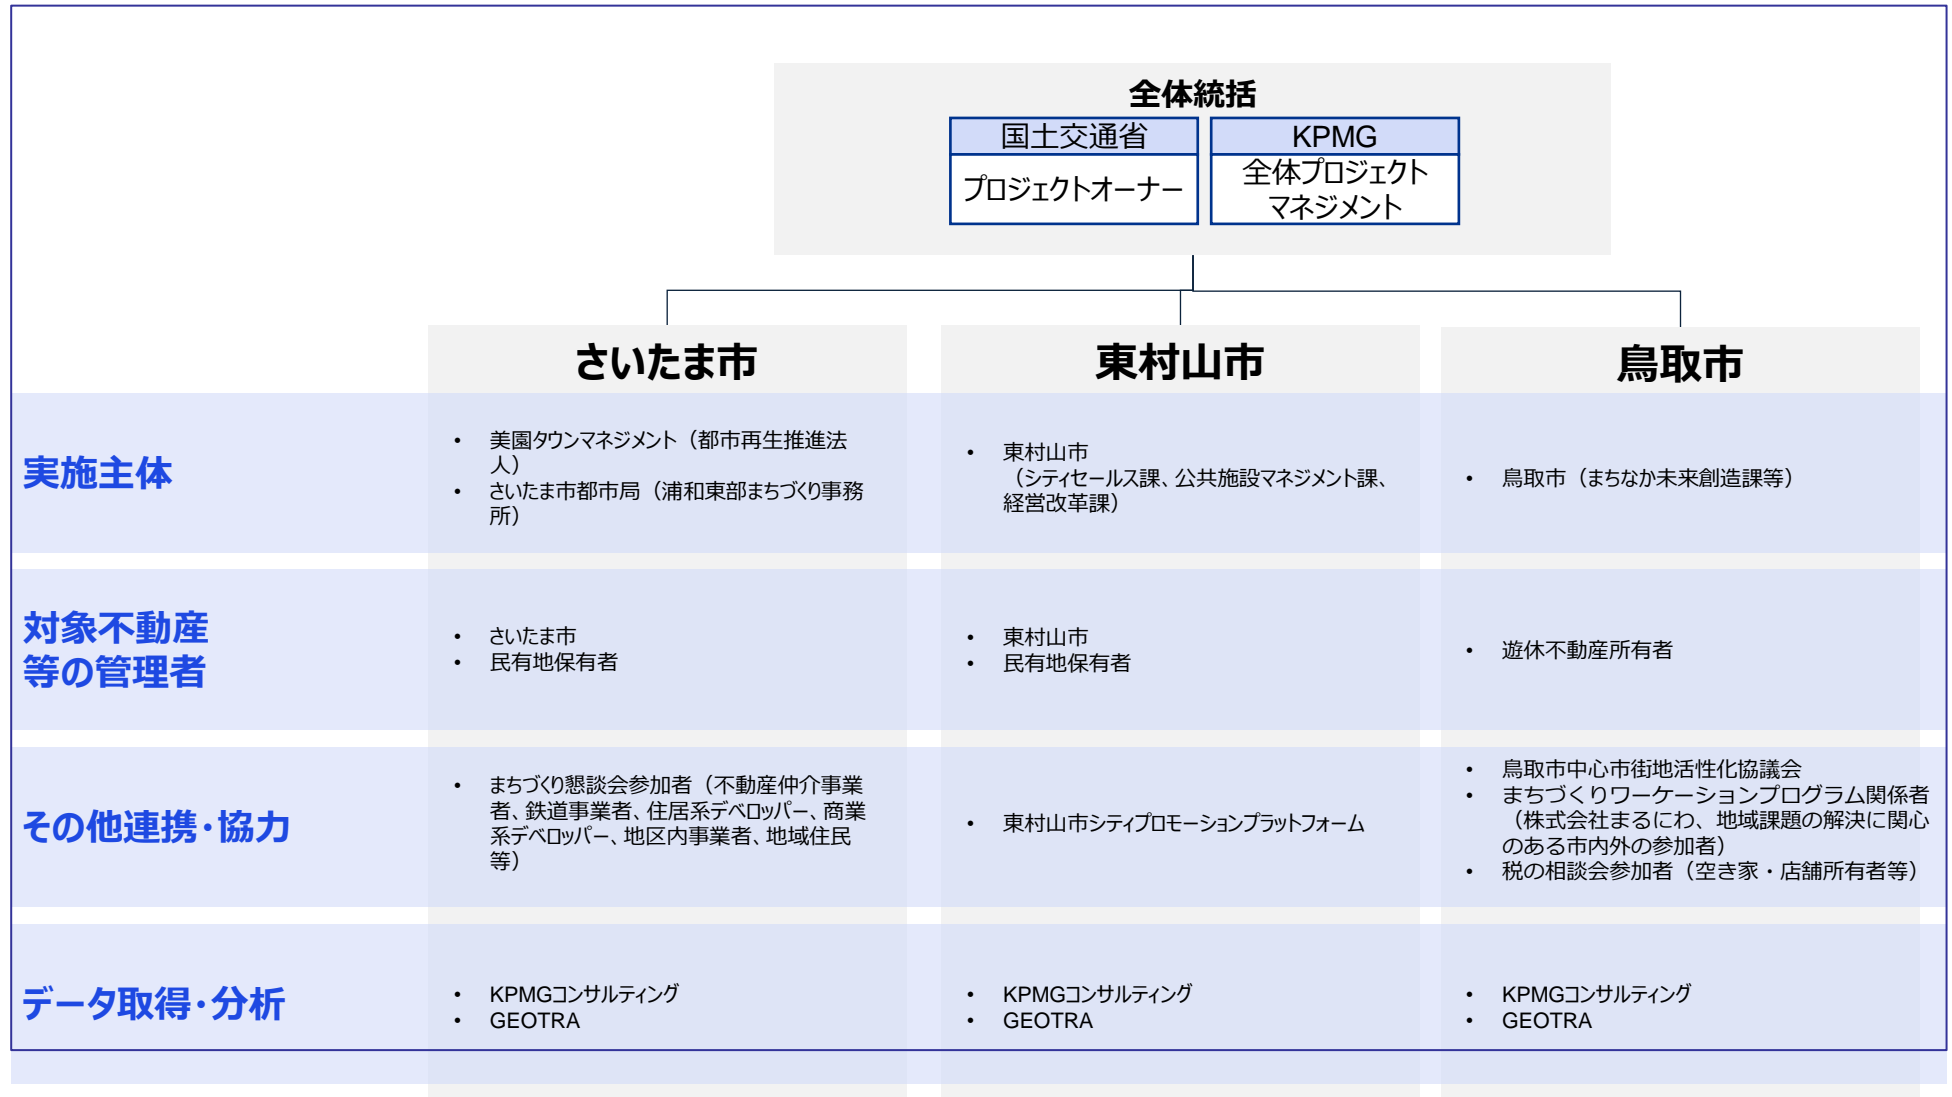 全体統括
国土交通省
プロジェクトオーナー
KPMG
全体プロジェクト
マネジメント
さいたま市
東村山市
鳥取市
実施主体
• 美園タウンマネジメント（都市再生推進法
人）
• さいたま市都市局（浦和東部まちづくり事務
所）
• 東村山市
（シティセールス課、公共施設マネジメント課、
経営改革課）
• 鳥取市（まちなか未来創造課等）
対象不動産
等の管理者
• さいたま市
• 民有地保有者
• 東村山市
• 民有地保有者
• 遊休不動産所有者
その他連携・協力
• まちづくり懇談会参加者（不動産仲介事業
者、鉄道事業者、住居系デベロッパー、商業
系デベロッパー、地区内事業者、地域住民
等）
• 東村山市シティプロモーションプラットフォーム
• 鳥取市中心市街地活性化協議会
• まちづくりワーケーションプログラム関係者
（株式会社まるにわ、地域課題の解決に関心
のある市内外の参加者）
• 税の相談会参加者（空き家・店舗所有者等）
データ取得・分析
• KPMGコンサルティング
• GEOTRA
• KPMGコンサルティング
• GEOTRA
• KPMGコンサルティング
• GEOTRA